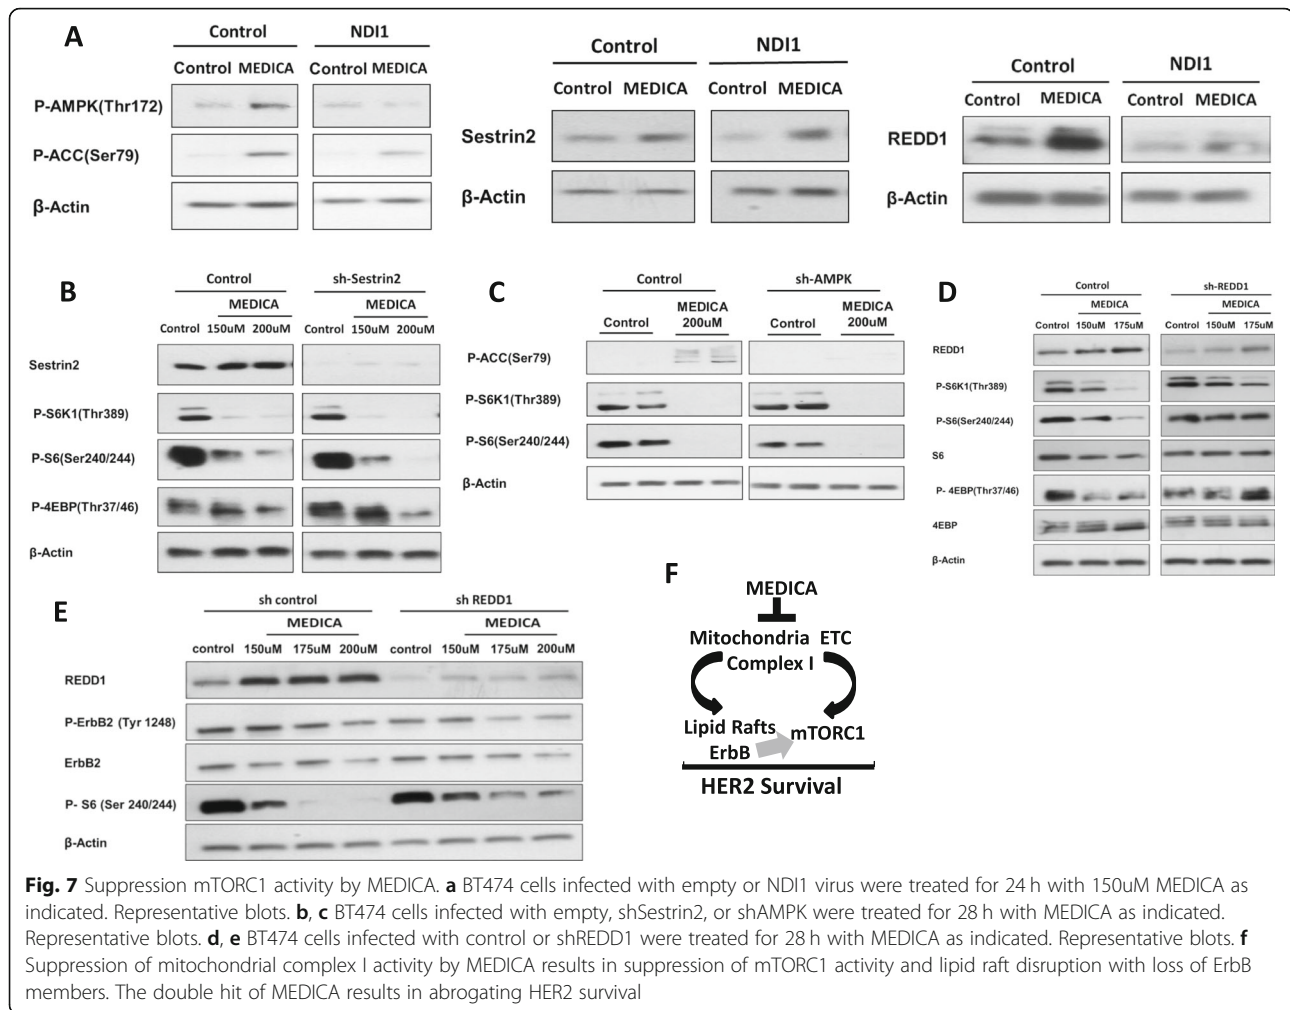 A
Control NDI1
Control MEDICA Control MEDICA
P-AMPK(Thr172)
P-ACC(Ser79)
β-Actin
Control NDI1
Control MEDICA Control MEDICA
Sestrin2
β-Actin
Control NDI1
Control MEDICA Control MEDICA
REDD1
β-Actin
B
Control sh-Sestrin2
MEDICA MEDICA
Control 150uM 200uM Control 150uM 200uM
Sestrin2
P-S6K1(Thr389)
P-S6(Ser240/244)
P-4EBP(Thr37/46)
β-Actin
C
Control sh-AMPK
MEDICA MEDICA
Control 200uM Control 200uM
P-ACC(Ser79)
P-S6K1(Thr389)
P-S6(Ser240/244)
β-Actin
D
Control sh-REDD1
MEDICA MEDICA
Control 150uM 175uM Control 150uM 175uM
REDD1
P-S6K1(Thr389)
P-S6(Ser240/244)
S6
P- 4EBP(Thr37/46)
4EBP
β-Actin
E
sh control sh REDD1
MEDICA MEDICA
control 150uM 175uM 200uM control 150uM 175uM 200uM
REDD1
P-ErbB2 (Tyr 1248)
ErbB2
P- S6 (Ser 240/244)
β-Actin
F
MEDICA
Mitochondria ETC
Complex I
Lipid Rafts
ErbB
mTORC1
HER2 Survival
Fig. 7 Suppression mTORC1 activity by MEDICA. a BT474 cells infected with empty or NDI1 virus were treated for 24 h with 150uM MEDICA as
indicated. Representative blots. b, c BT474 cells infected with empty, shSestrin2, or shAMPK were treated for 28 h with MEDICA as indicated.
Representative blots. d, e BT474 cells infected with control or shREDD1 were treated for 28 h with MEDICA as indicated. Representative blots. f
Suppression of mitochondrial complex I activity by MEDICA results in suppression of mTORC1 activity and lipid raft disruption with loss of ErbB
members. The double hit of MEDICA results in abrogating HER2 survival